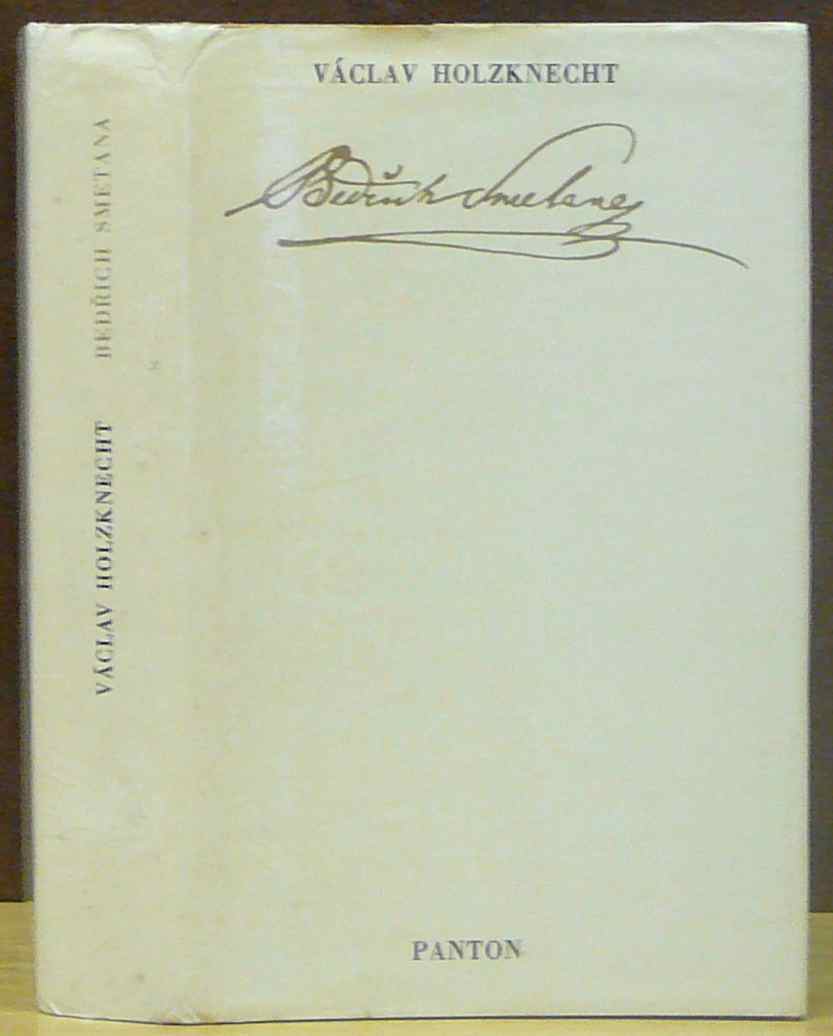 VÁCLAV HOLZKNECHT
Bedřich Smetana
PANTON
VÁCLAV HOLZKNECHT BEDŘICH SMETANA